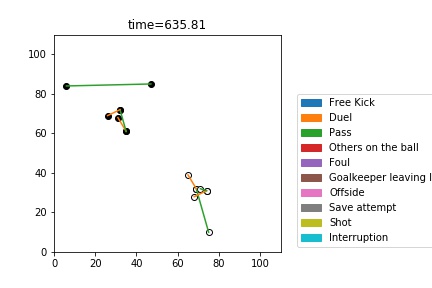 time=635.81
100
80
60
40
20
0
0 20 40 60 80 100
Free Kick
Duel
Pass
Others on the ball
Foul
Goalkeeper leaving l
Offside
Save attempt
Shot
Interruption